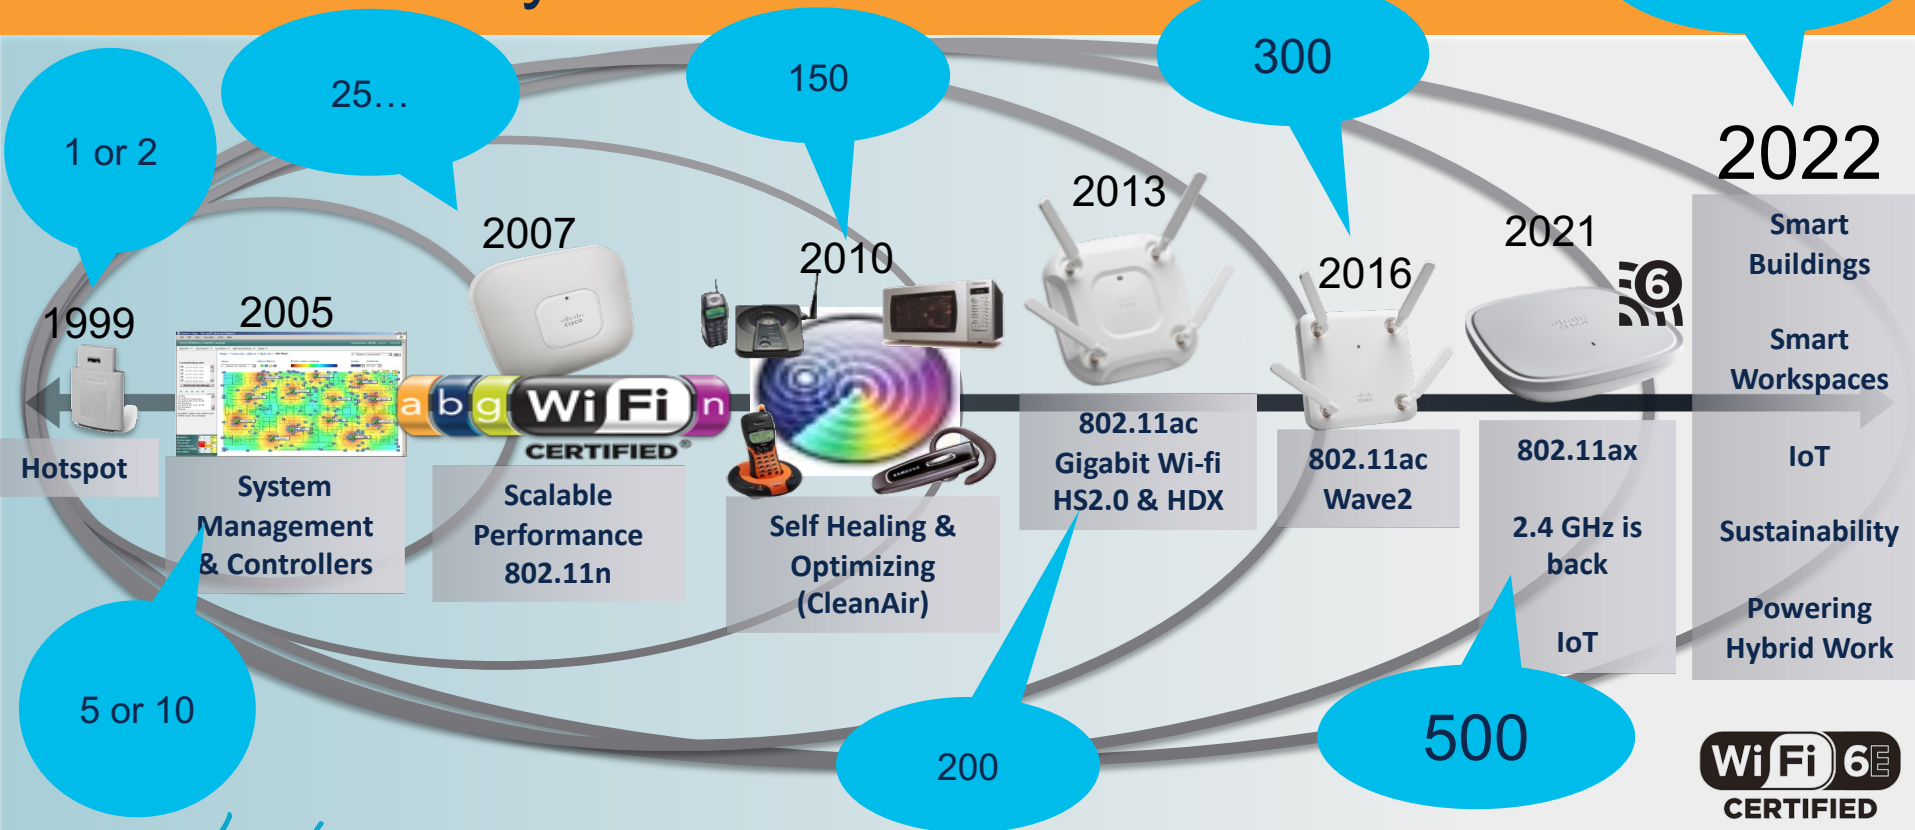 1 or 2
25...
150
300
2022
1999
2005
2007
2010
2013
2016
2021
6
CISCO
a b g Wi Fi n
CERTIFIED®
SAMSUNG
Hotspot
System
Management
& Controllers
Scalable
Performance
802.11n
Self Healing &
Optimizing
(CleanAir)
802.11ac
Gigabit Wi-fi
HS2.0 & HDX
802.11ac
Wave2
802.11ax
2.4 GHz is
back
IoT
Smart
Buildings
Smart
Workspaces
IoT
Sustainability
Powering
Hybrid Work
5 or 10
200
500
Wi Fi 6E
CERTIFIED